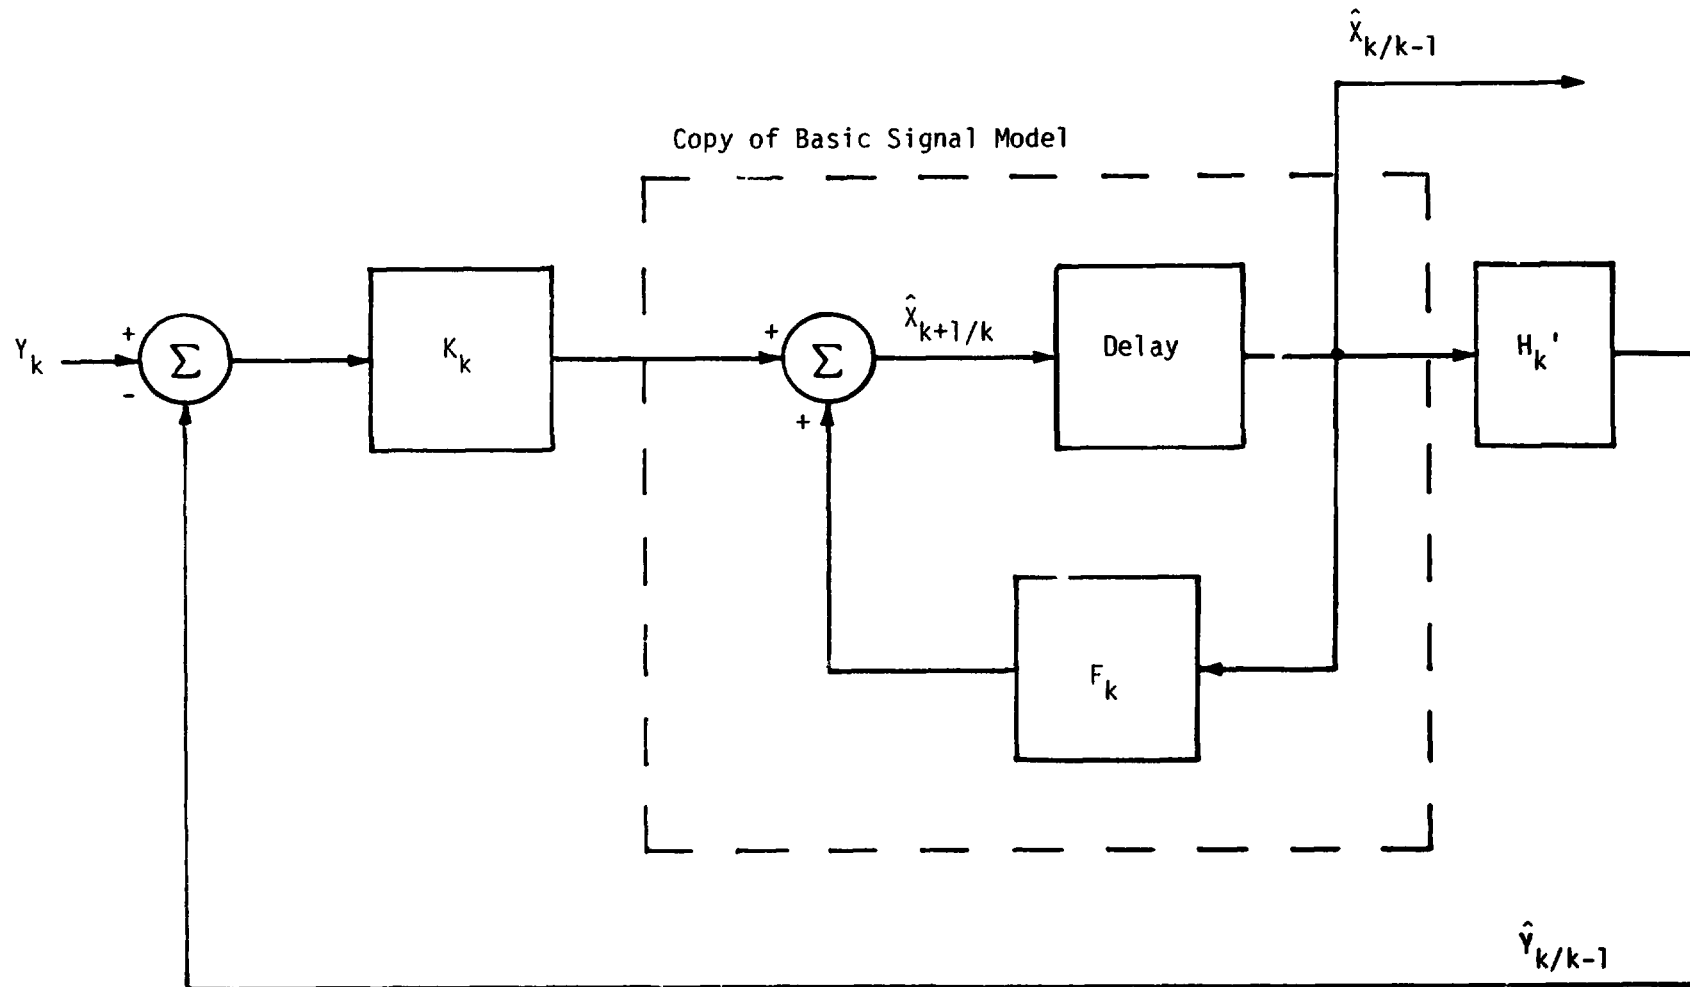 X̂k/k-1
Copy of Basic Signal Model
Yk
+
-
Σ
Kk
+
+
Σ
X̂k+1/k
Delay
Hk'
Fk
Ŷk/k-1